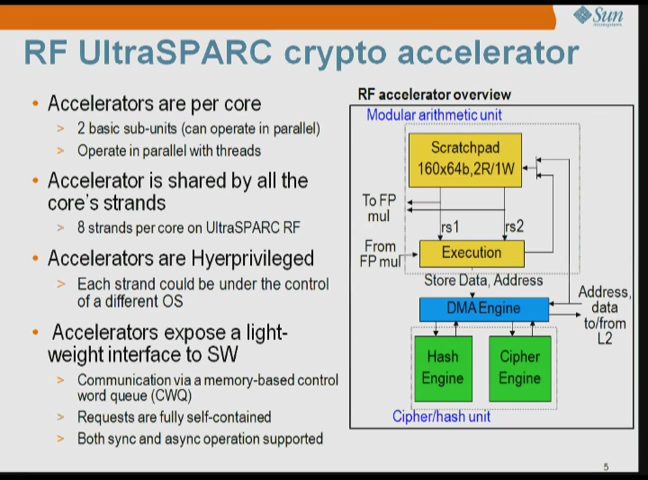 Sun
RF UltraSPARC crypto accelerator
• Accelerators are per core
> 2 basic sub-units (can operate in parallel)
> Operate in parallel with threads
• Accelerator is shared by all the
core's strands
> 8 strands per core on UltraSPARC RF
• Accelerators are Hyerprivileged
> Each strand could be under the control
of a different OS
• Accelerators expose a light-
weight interface to SW
> Communication via a memory-based control
word queue (CWQ)
> Requests are fully self-contained
> Both sync and async operation supported
RF accelerator overview
Modular arithmetic unit
Scratchpad
160x64b,2R/1W
To FP
mul
rs1
rs2
From
FP mul
Execution
Store Data, Address
DMA Engine
Address,
data
to/from
L2
Hash
Engine
Cipher
Engine
Cipher/hash unit
5